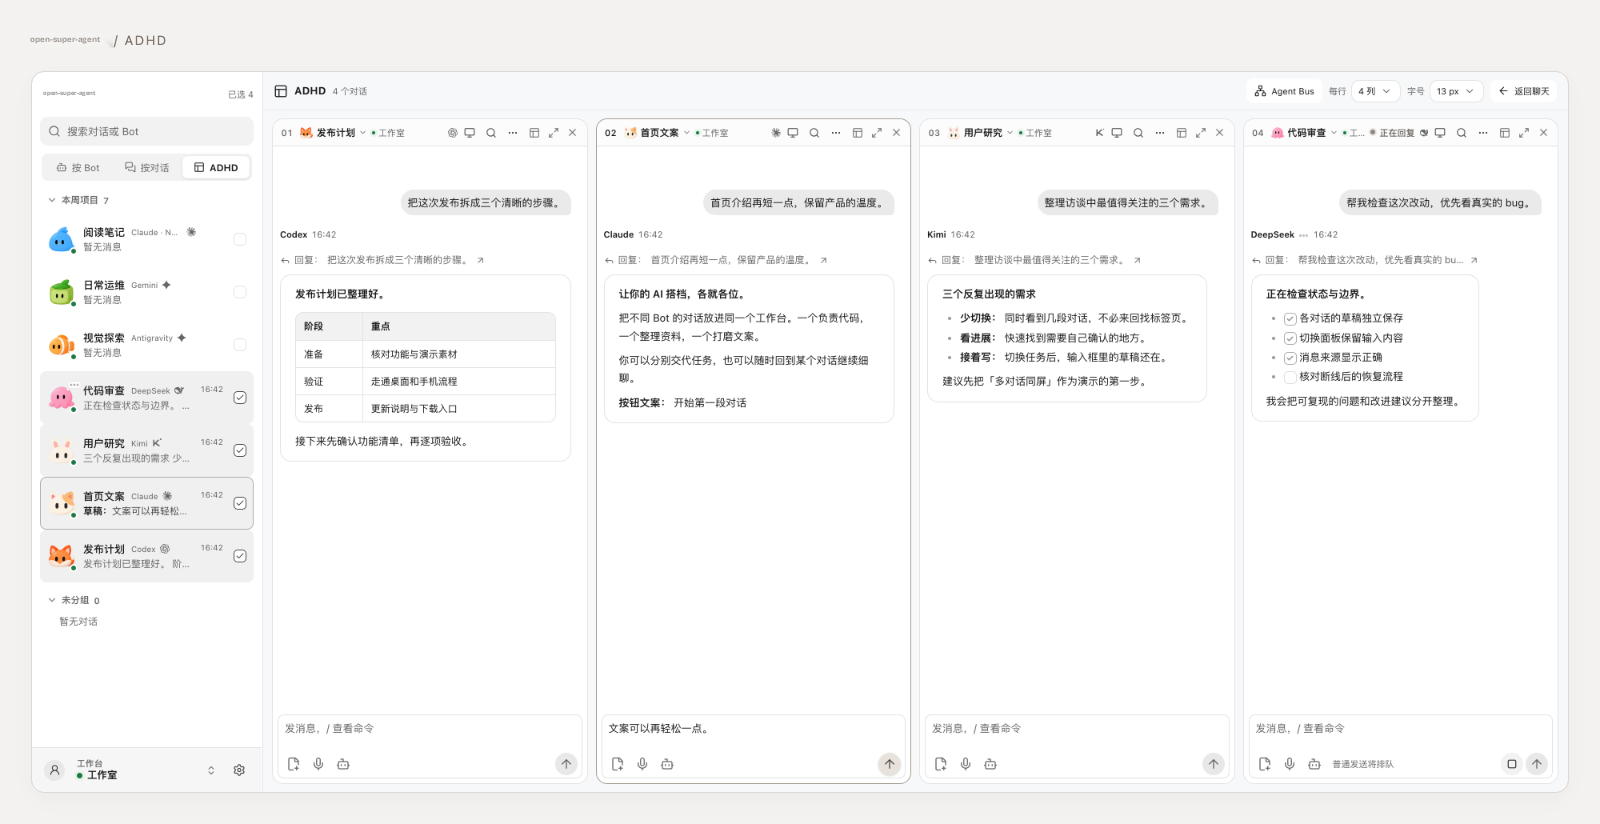 open-super-agent / ADHD
open-super-agent
已选 4
搜索对话或 Bot
按 Bot
按对话
ADHD
本周项目 7
阅读笔记 Claude · N...
暂无消息
日常运维 Gemini
暂无消息
视觉探索 Antigravity
暂无消息
代码审查 DeepSeek 16:42
正在检查状态与边界。 ...
用户研究 Kimi 16:42
三个反复出现的需求 少...
首页文案 Claude 16:42
草稿： 文案可以再轻松...
发布计划 Codex 16:42
发布计划已整理好。 阶...
未分组 0
暂无对话
工作台
工作室
ADHD 4 个对话
Agent Bus
每行
4 列
字号
13 px
返回聊天
01 发布计划 工作室
把这次发布拆成三个清晰的步骤。
Codex 16:42
回复： 把这次发布拆成三个清晰的步骤。
发布计划已整理好。
阶段 重点
准备 核对功能与演示素材
验证 走通桌面和手机流程
发布 更新说明与下载入口
接下来先确认功能清单，再逐项验收。
发消息，/ 查看命令
02 首页文案 工作室
首页介绍再短一点，保留产品的温度。
Claude 16:42
回复： 首页介绍再短一点，保留产品的温度。
让你的 AI 搭档，各就各位。
把不同 Bot 的对话放进同一个工作台。一个负责代码，
一个整理资料，一个打磨文案。
你可以分别交代任务，也可以随时回到某个对话继续细
聊。
按钮文案： 开始第一段对话
文案可以再轻松一点。
03 用户研究 工作室
整理访谈中最值得关注的三个需求。
Kimi 16:42
回复： 整理访谈中最值得关注的三个需求。
三个反复出现的需求
少切换： 同时看到几段对话，不必来回找标签页。
看进展： 快速找到需要自己确认的地方。
接着写： 切换任务后，输入框里的草稿还在。
建议先把「多对话同屏」作为演示的第一步。
发消息，/ 查看命令
04 代码审查 工... 正在回复
帮我检查这次改动，优先看真实的 bug。
DeepSeek 16:42
回复： 帮我检查这次改动，优先看真实的 bu...
正在检查状态与边界。
各对话的草稿独立保存
切换面板保留输入内容
消息来源显示正确
核对断线后的恢复流程
我会把可复现的问题和改进建议分开整理。
发消息，/ 查看命令
普通发送将排队